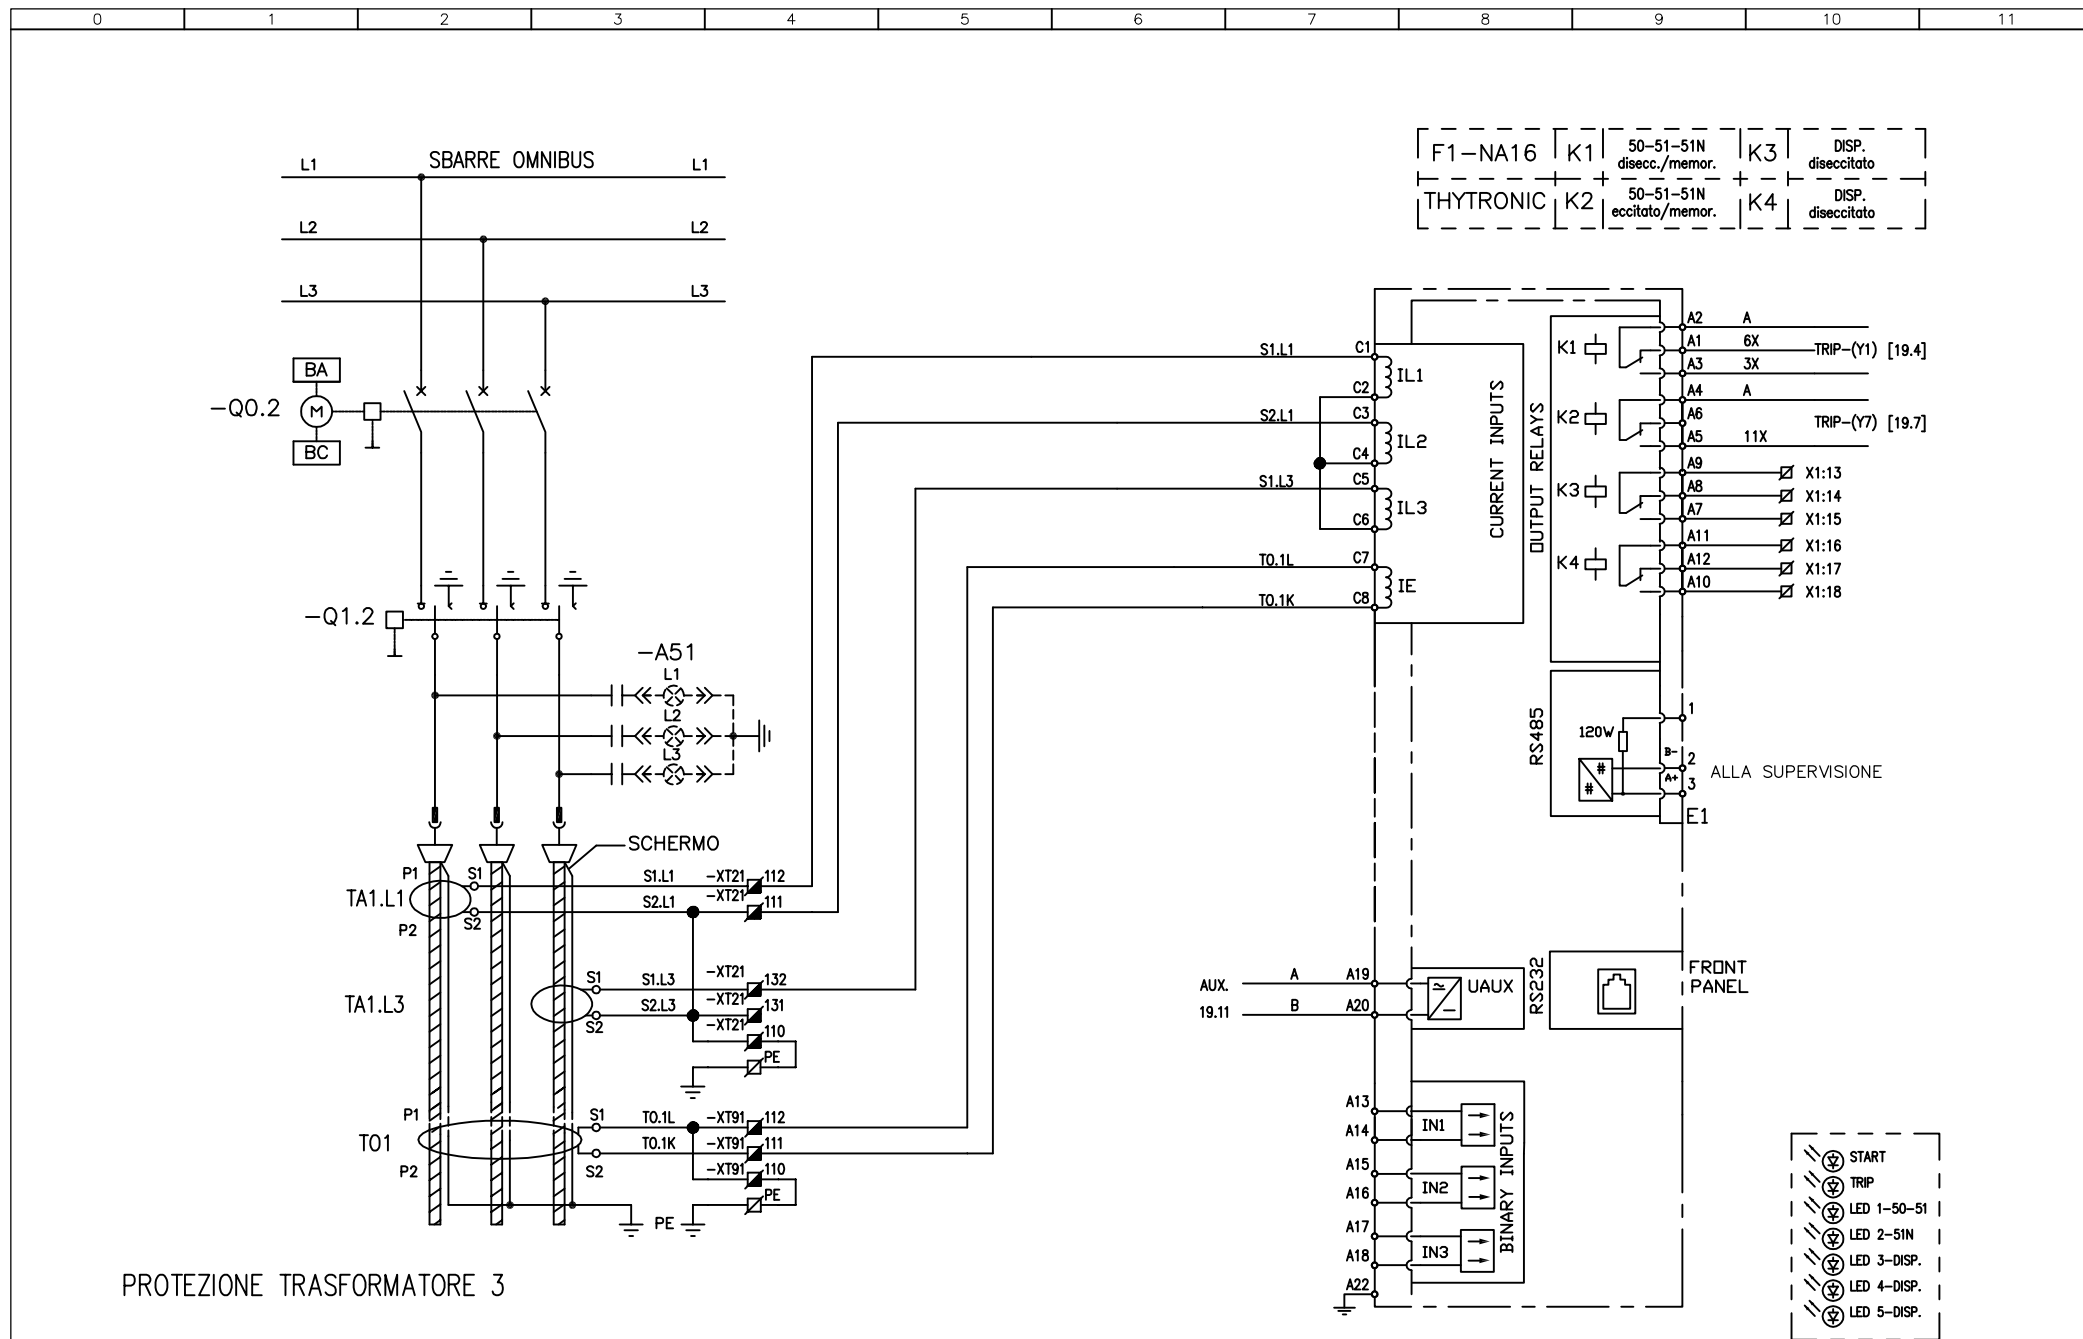 0 1 2 3 4 5 6 7 8 9 10 11
F1-NA16 K1 50-51-51N disecc./memor. K3 DISP. diseccitato
THYTRONIC K2 50-51-51N eccitato/memor. K4 DISP. diseccitato
SBARRE OMNIBUS
L1 L1
L2 L2
L3 L3
BA
-Q0.2 M
BC
-Q1.2
-A51
L1
L2
L3
SCHERMO
P1 S1 S1.L1 -XT21 112
TA1.L1
P2 S2 S2.L1 -XT21 111
S1 S1.L3 -XT21 132
TA1.L3
S2 S2.L3 -XT21 131
-XT21 110
PE
P1 S1 T0.1L -XT91 112
T01
P2 S2 T0.1K -XT91 111
-XT91 110
PE
PE
PROTEZIONE TRASFORMATORE 3
S1.L1 C1
IL1
C2
S2.L1 C3
IL2
C4
S1.L3 C5
IL3
C6
T0.1L C7
IE
T0.1K C8
CURRENT INPUTS
OUTPUT RELAYS
K1
A2 A
A1 6X TRIP-(Y1) [19.4]
A3 3X
K2
A4 A
A6 TRIP-(Y7) [19.7]
A5 11X
K3
A9 X1:13
A8 X1:14
A7 X1:15
K4
A11 X1:16
A12 X1:17
A10 X1:18
RS485
120W
1
B- 2
A+ 3
# #
ALLA SUPERVISIONE
E1
AUX. A A19
19.11 B A20
UAUX
RS232
FRONT
PANEL
A13
IN1
A14
A15
IN2
A16
A17
IN3
A18
A22
BINARY INPUTS
START
TRIP
LED 1-50-51
LED 2-51N
LED 3-DISP.
LED 4-DISP.
LED 5-DISP.